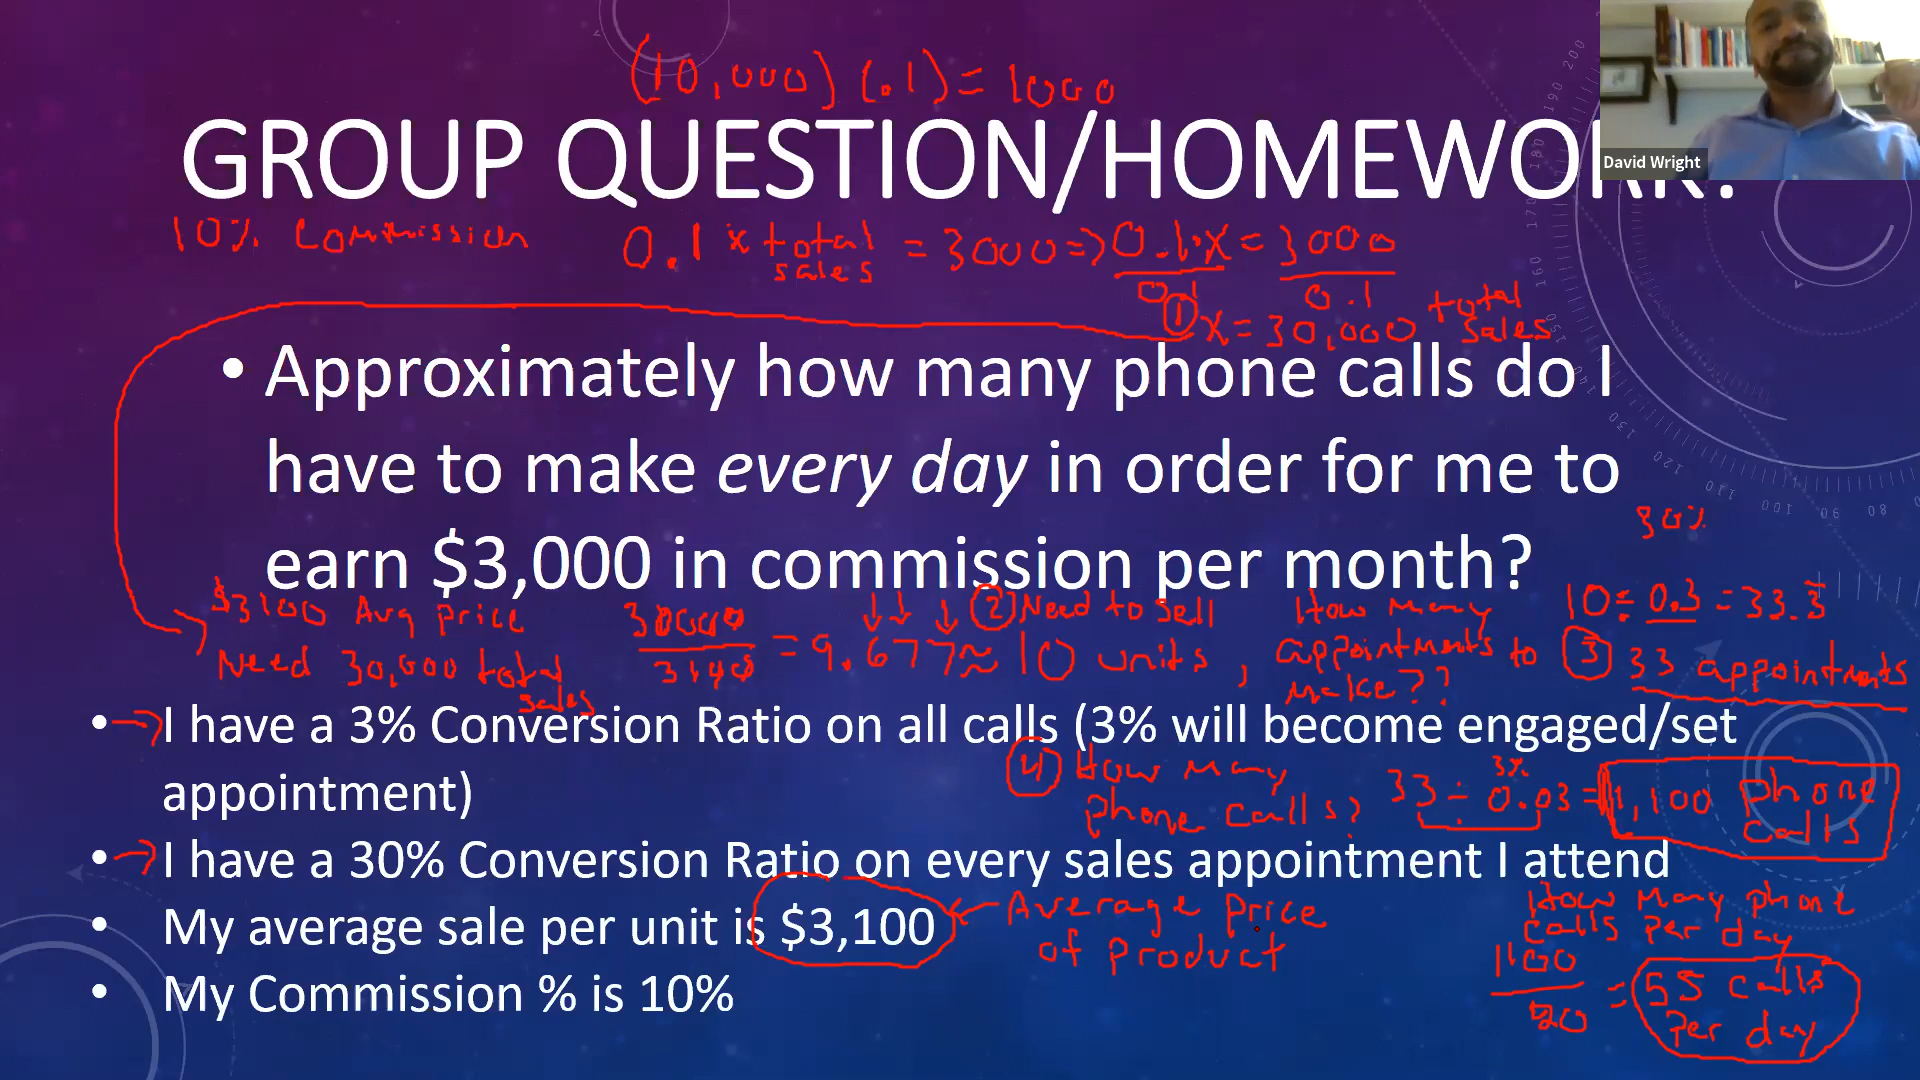 (10,000) (.1) = 1000
GROUP QUESTION/HOMEWORK:
David Wright
10% Commission
0.1 x total sales = 3000 => 0.1·x = 3000
0.1 0.1
① x = 30,000 total sales
• Approximately how many phone calls do I
have to make every day in order for me to
earn $3,000 in commission per month?
30%
$3100 Avg price
Need 30,000 total sales
30000
3100
= 9.677 ≈ 10 units,
② Need to sell
How many
appointments to
make??
10 ÷ 0.3 = 33.3
③ 33 appointments
• I have a 3% Conversion Ratio on all calls (3% will become engaged/set
appointment)
④ How many
phone calls?
3%
33 ÷ 0.03 = 1,100 phone
calls
• I have a 30% Conversion Ratio on every sales appointment I attend
• My average sale per unit is $3,100
Average price
of product
• My Commission % is 10%
How many phone
calls per day
1100
20
= 55 calls
per day